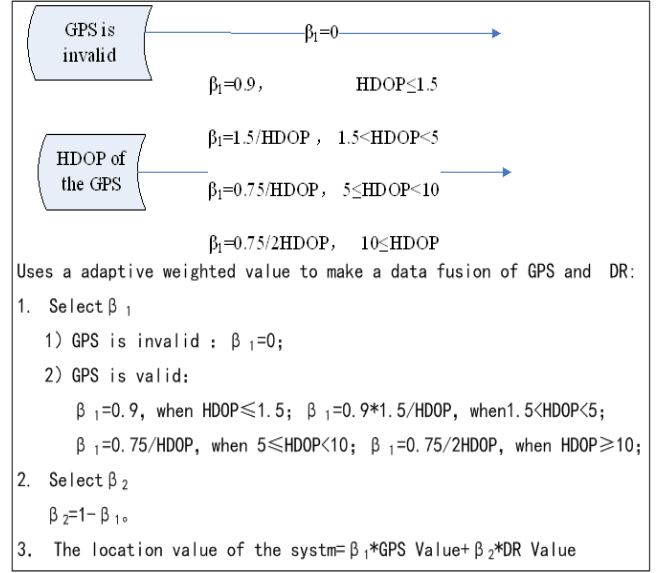 GPS is
invalid
β₁=0
β₁=0.9, HDOP≤1.5
β₁=1.5/HDOP , 1.5<HDOP<5
HDOP of
the GPS
β₁=0.75/HDOP, 5≤HDOP<10
β₁=0.75/2HDOP, 10≤HDOP
Uses a adaptive weighted value to make a data fusion of GPS and DR:
1. Select β ₁
1) GPS is invalid : β ₁=0;
2) GPS is valid:
β ₁=0.9, when HDOP≤1.5; β ₁=0.9*1.5/HDOP, when1.5<HDOP<5;
β ₁=0.75/HDOP, when 5≤HDOP<10; β ₁=0.75/2HDOP, when HDOP≥10;
2. Select β ₂
β ₂=1-β ₁。
3. The location value of the systm=β ₁*GPS Value+β ₂*DR Value